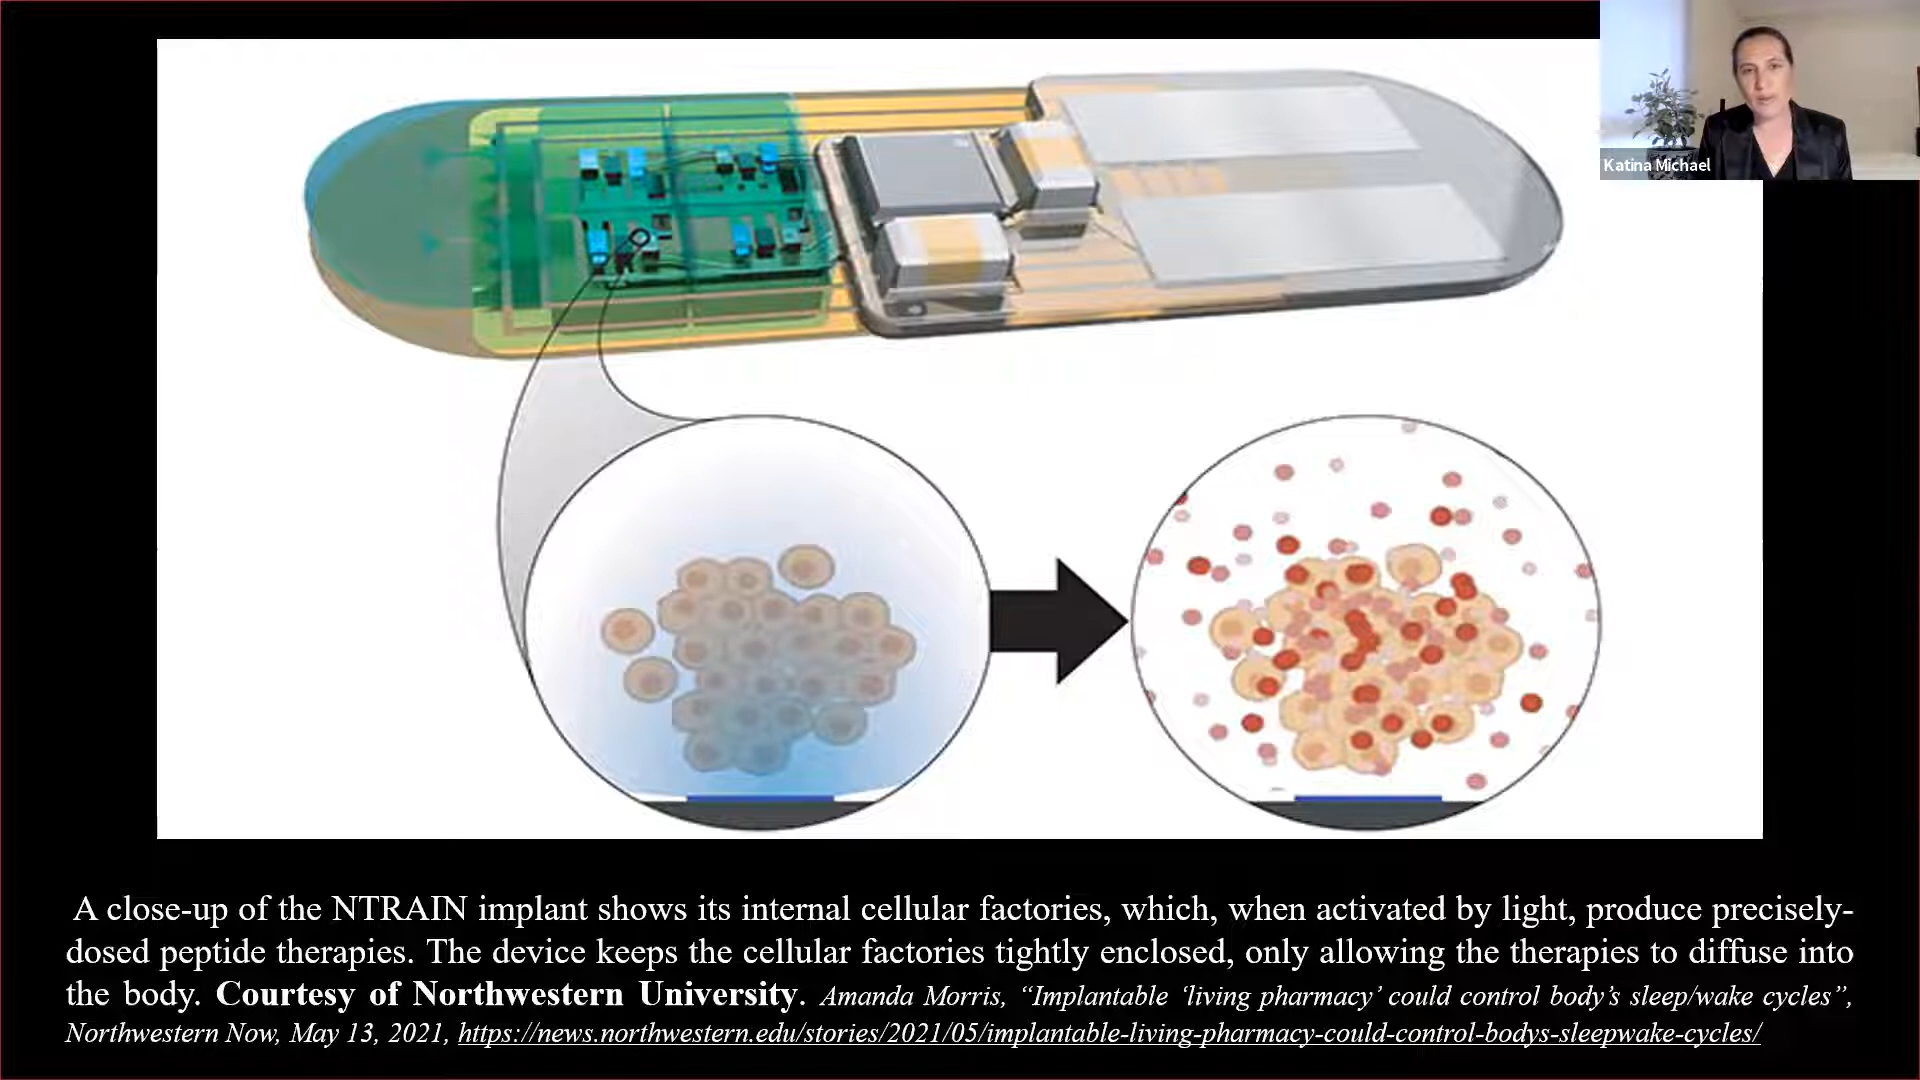 Katina Michael
A close-up of the NTRAIN implant shows its internal cellular factories, which, when activated by light, produce precisely-
dosed peptide therapies. The device keeps the cellular factories tightly enclosed, only allowing the therapies to diffuse into
the body. Courtesy of Northwestern University. Amanda Morris, “Implantable ‘living pharmacy’ could control body’s sleep/wake cycles”,
Northwestern Now, May 13, 2021, https://news.northwestern.edu/stories/2021/05/implantable-living-pharmacy-could-control-bodys-sleepwake-cycles/